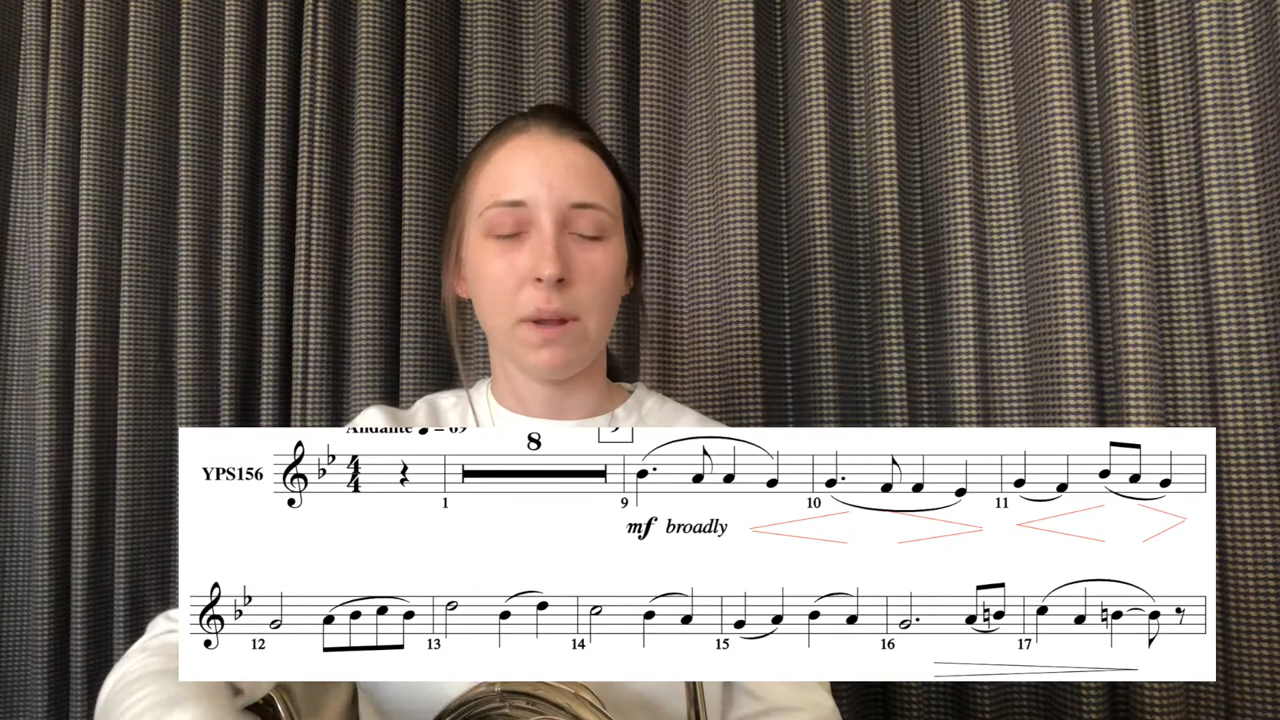 Andante ♩ = 69
8
9
YPS156
1 9 10 11
mf broadly
12 13 14 15 16 17